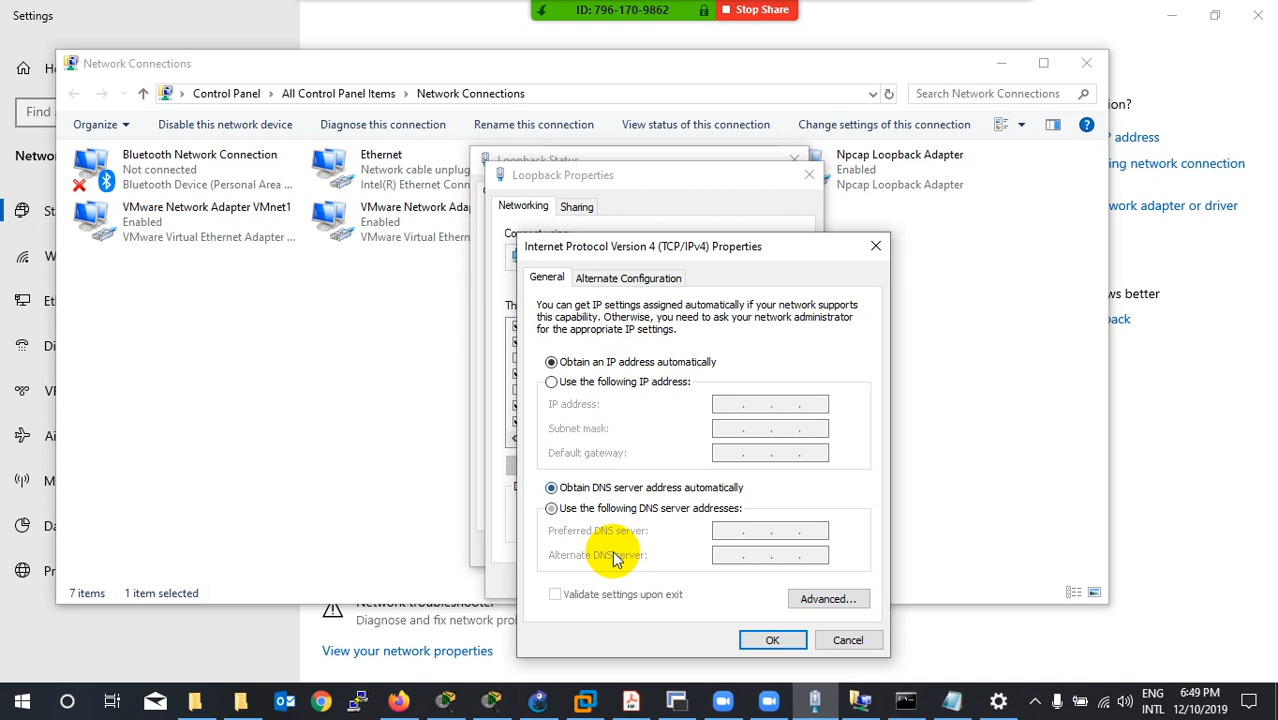 Settings
ID: 796-170-9862
Stop Share
Network Connections
Control Panel > All Control Panel Items > Network Connections
Search Network Connections
Find a
Organize
Disable this network device
Diagnose this connection
Rename this connection
View status of this connection
Change settings of this connection
Bluetooth Network Connection
Not connected
Bluetooth Device (Personal Area ...
Ethernet
Network cable unplug
Intel(R) Ethernet Conn
Npcap Loopback Adapter
Enabled
Npcap Loopback Adapter
VMware Network Adapter VMnet1
Enabled
VMware Virtual Ethernet Adapter ...
VMware Network Ada
Enabled
VMware Virtual Etherne
Loopback Status
Loopback Properties
Networking
Sharing
Internet Protocol Version 4 (TCP/IPv4) Properties
General
Alternate Configuration
You can get IP settings assigned automatically if your network supports
this capability. Otherwise, you need to ask your network administrator
for the appropriate IP settings.
Obtain an IP address automatically
Use the following IP address:
IP address:
Subnet mask:
Default gateway:
Obtain DNS server address automatically
Use the following DNS server addresses:
Preferred DNS server:
Alternate DNS server:
Validate settings upon exit
Advanced...
OK
Cancel
ion?
P address
ting network connection
work adapter or driver
ws better
back
7 items
1 item selected
Network troubleshooter
Diagnose and fix network prol
View your network properties
ENG
INTL
6:49 PM
12/10/2019